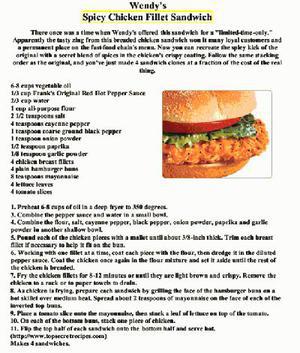 Wendy's
Spicy Chicken Fillet Sandwich
There once was a time when Wendy's offered this sandwich for a "limited-time-only."
Apparently the tasty zing from this breaded chicken sandwich won it many loyal customers and
a permanent place on the fast-food chain's menu. Now you can recreate the spicy kick of the
original with a secret blend of spices in the chicken's crispy coating. Follow the same stacking
order as the original, and you've just made 4 sandwich clones at a fraction of the cost of the real
thing.
6-8 cups vegetable oil
1/3 cup Frank's Original Red Hot Pepper Sauce
2/3 cup water
1 cup all-purpose flour
2 1/2 teaspoons salt
4 teaspoons cayenne pepper
1 teaspoon coarse ground black pepper
1 teaspoon onion powder
1/2 teaspoon paprika
1/8 teaspoon garlic powder
4 chicken breast fillets
4 plain hamburger buns
8 teaspoons mayonnaise
4 lettuce leaves
4 tomato slices
1. Preheat 6-8 cups of oil in a deep fryer to 350 degrees.
3. Combine the pepper sauce and water in a small bowl.
4. Combine the flour, salt, cayenne pepper, black pepper, onion powder, paprika and garlic
powder in another shallow bowl.
5. Pound each of the chicken pieces with a mallet until about 3/8-inch thick. Trim each breast
fillet if necessary to help it fit on the bun.
6. Working with one fillet at a time, coat each piece with the flour, then dredge it in the diluted
pepper sauce. Coat the chicken once again in the flour mixture and set it aside until the rest of
the chicken is breaded.
7. Fry the chicken fillets for 8-12 minutes or until they are light brown and crispy. Remove the
chicken to a rack or to paper towels to drain.
8. As chicken is frying, prepare each sandwich by grilling the face of the hamburger buns on a
hot skillet over medium heat. Spread about 2 teaspoons of mayonnaise on the face of each of the
inverted top buns.
9. Place a tomato slice onto the mayonnaise, then stack a leaf of lettuce on top of the tomato.
10. On each of the bottom buns, stack one piece of chicken.
11. Flip the top half of each sandwich onto the bottom half and serve hot.
(http://www.topsecretrecipes.com)
Makes 4 sandwiches.